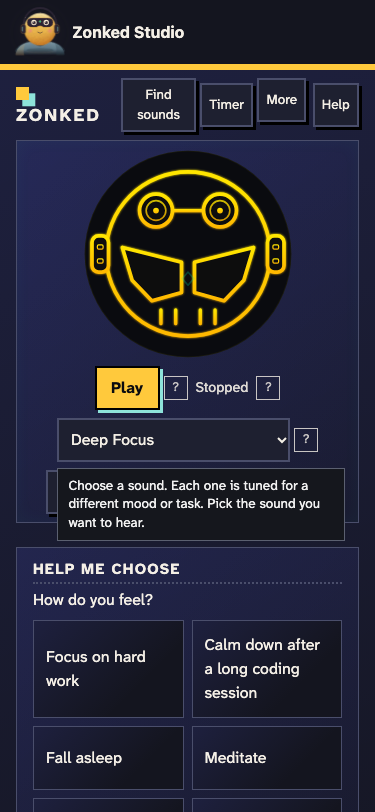 Zonked Studio
ZONKED
Find
sounds
Timer
More
Help
Play
?
Stopped
?
Deep Focus
?
Choose a sound. Each one is tuned for a
different mood or task. Pick the sound you
want to hear.
HELP ME CHOOSE
How do you feel?
Focus on hard
work
Calm down after
a long coding
session
Fall asleep
Meditate